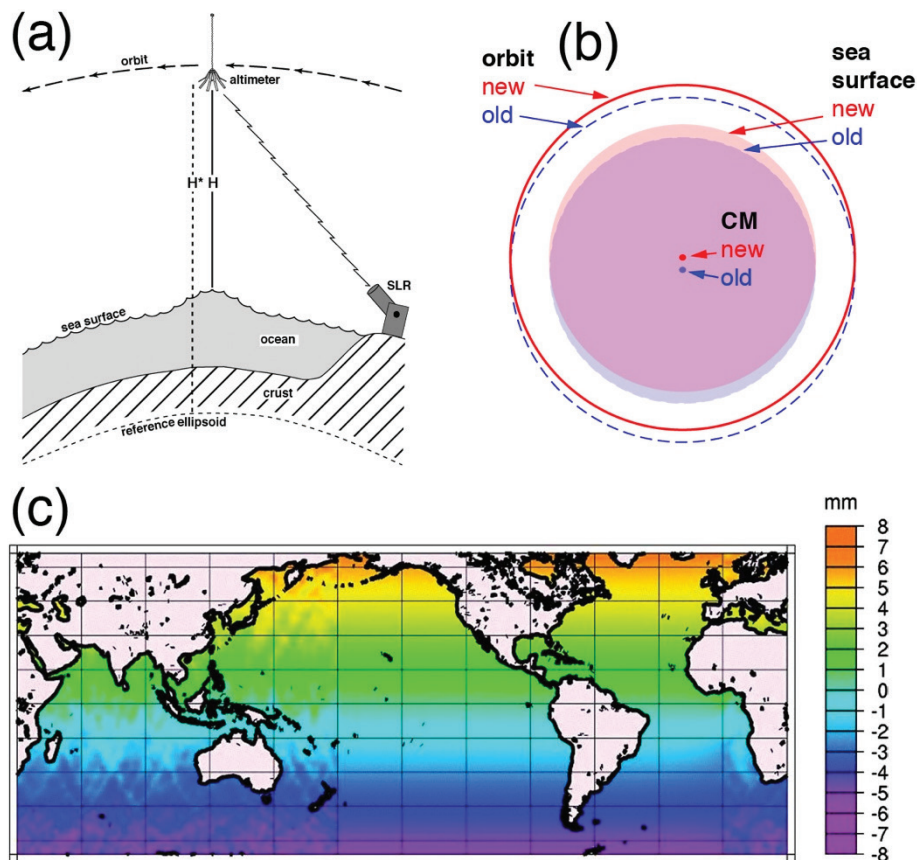 (a)
orbit
altimeter
H* H
SLR
sea surface
ocean
crust
reference ellipsoid
(b)
orbit
new
old
sea
surface
new
old
CM
new
old
(c)
mm
8
7
6
5
4
3
2
1
0
-1
-2
-3
-4
-5
-6
-7
-8